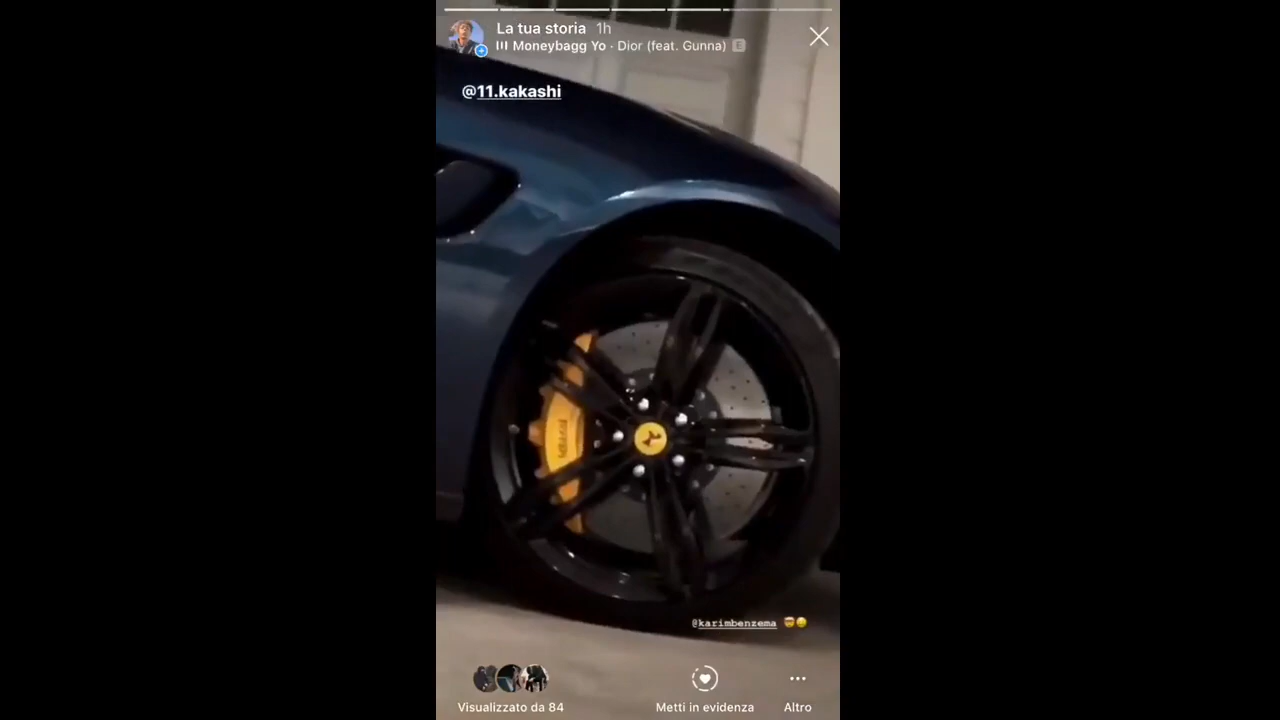 La tua storia 1h
Moneybagg Yo · Dior (feat. Gunna) E
@11.kakashi
@karimbenzema
Visualizzato da 84
Metti in evidenza
Altro